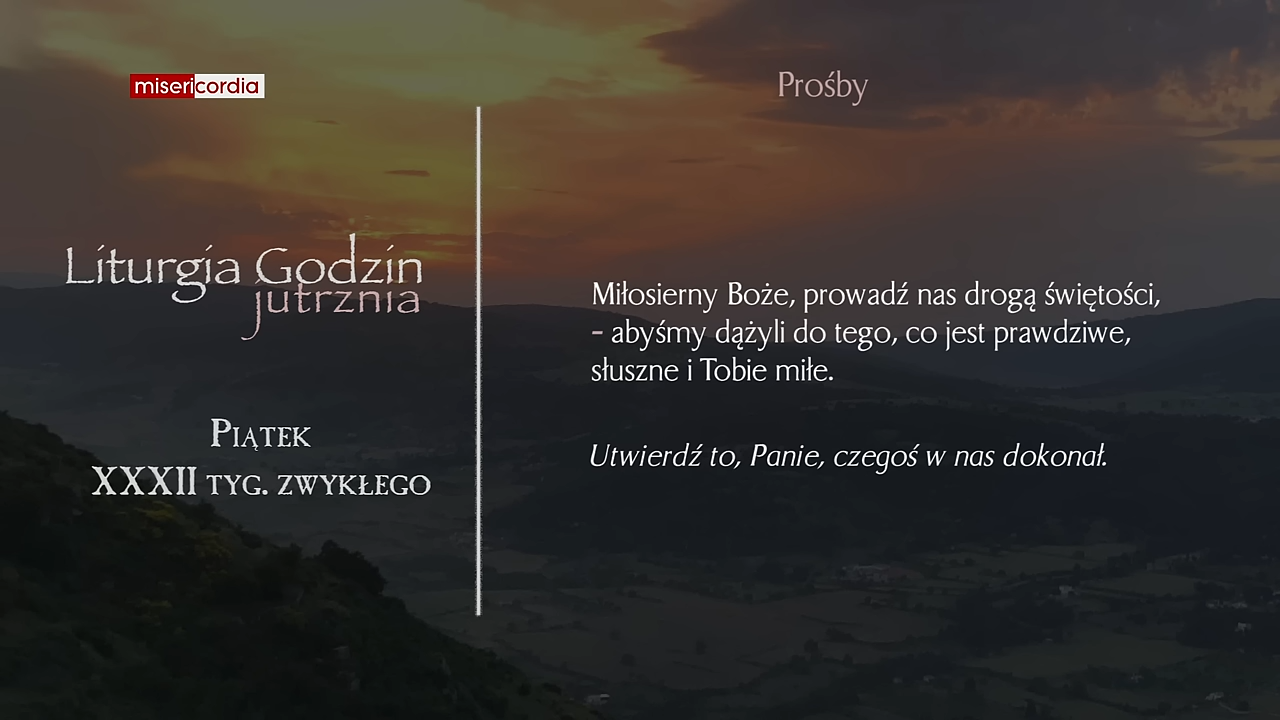 misericordia
Prośby
Liturgia Godzin
jutrznia
Piątek
XXXII tyg. zwykłego
Miłosierny Boże, prowadź nas drogą świętości,
- abyśmy dążyli do tego, co jest prawdziwe,
słuszne i Tobie miłe.
Utwierdź to, Panie, czegoś w nas dokonał.